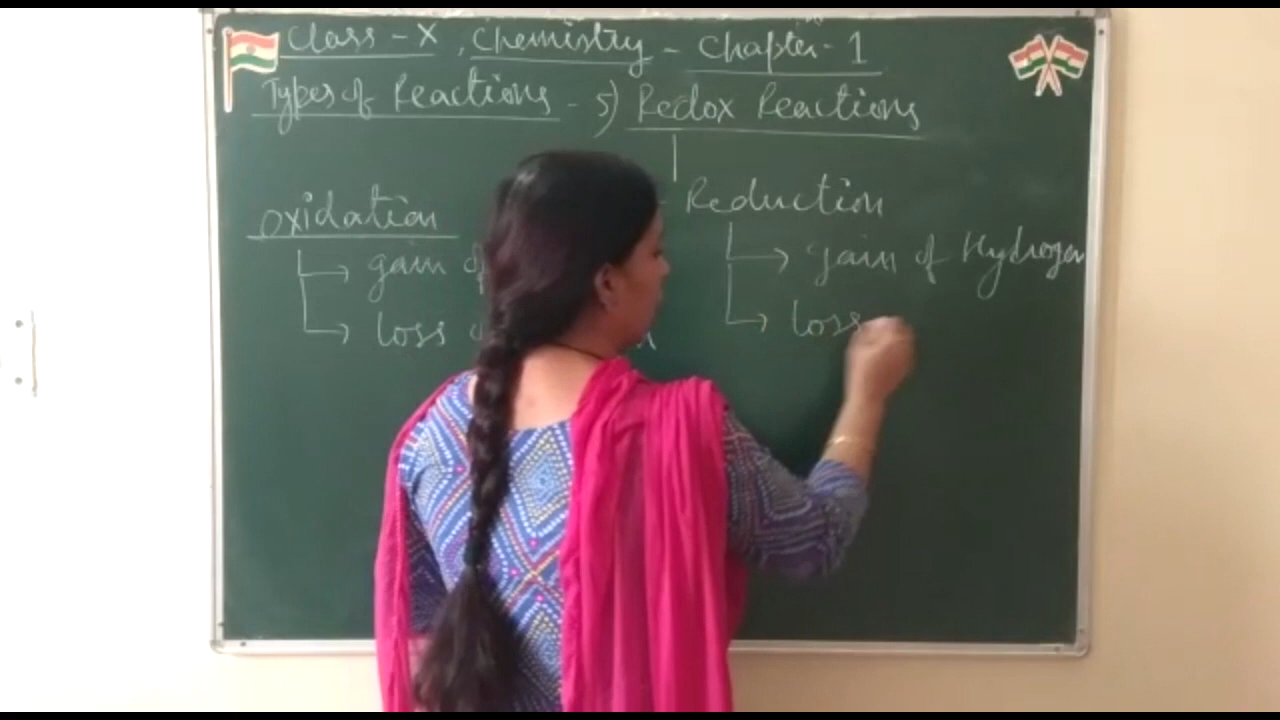 Class - X, Chemistry - Chapter - 1
Types of Reactions - 5) Redox Reactions
Oxidation
Reduction
gain of
gain of Hydrogen
loss
loss